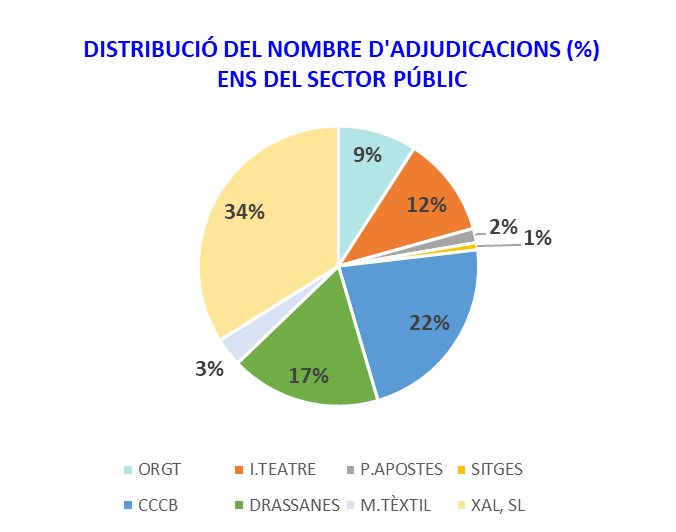 DISTRIBUCIÓ DEL NOMBRE D'ADJUDICACIONS (%)
ENS DEL SECTOR PÚBLIC
9%
12%
2%
1%
22%
17%
3%
34%
ORGT I.TEATRE P.APOSTES SITGES
CCCB DRASSANES M.TÈXTIL XAL, SL